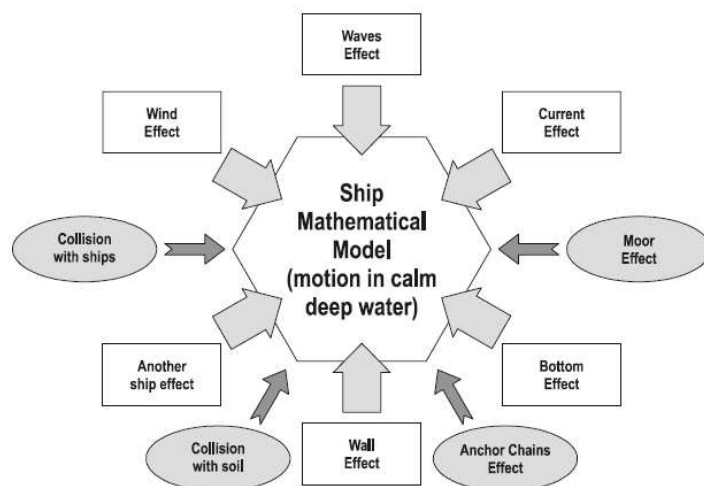 Waves
Effect
Wind
Effect
Current
Effect
Ship
Mathematical
Model
(motion in calm
deep water)
Collision
with ships
Moor
Effect
Another
ship effect
Bottom
Effect
Collision
with soil
Wall
Effect
Anchor Chains
Effect